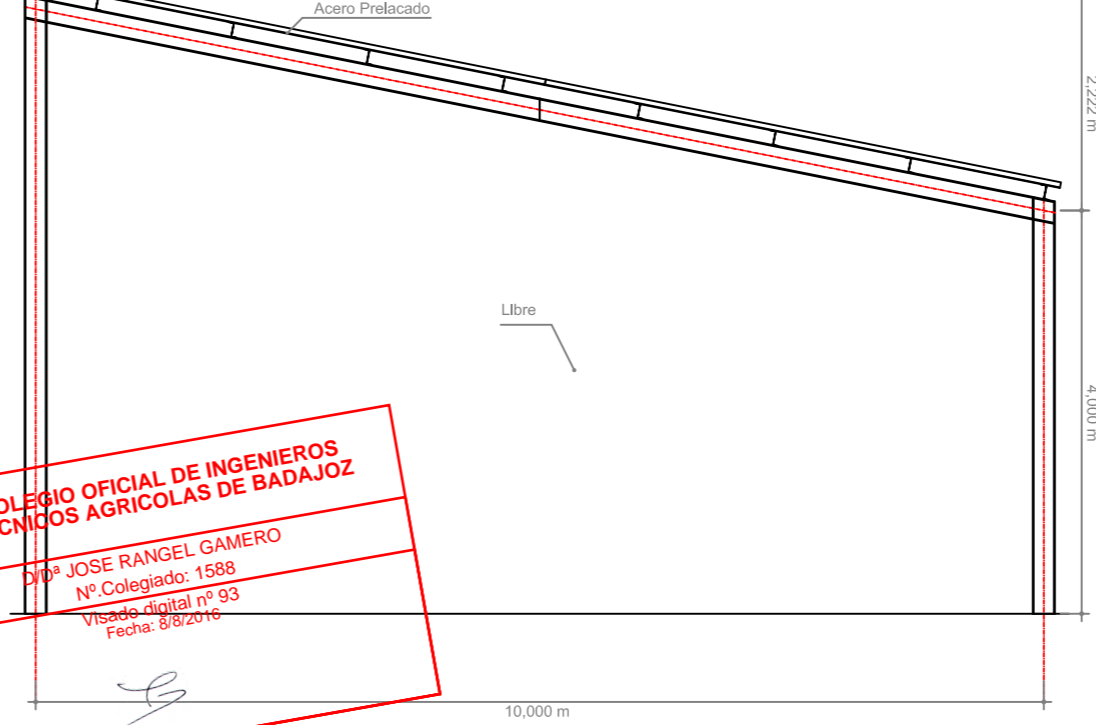 Acero Prelacado
2,222 m
LIbre
4,000 m
OLEGIO OFICIAL DE INGENIEROS
CNICOS AGRICOLAS DE BADAJOZ
D/Dª JOSE RANGEL GAMERO
Nº.Colegiado: 1588
Visado digital nº 93
Fecha: 8/8/2016
10,000 m